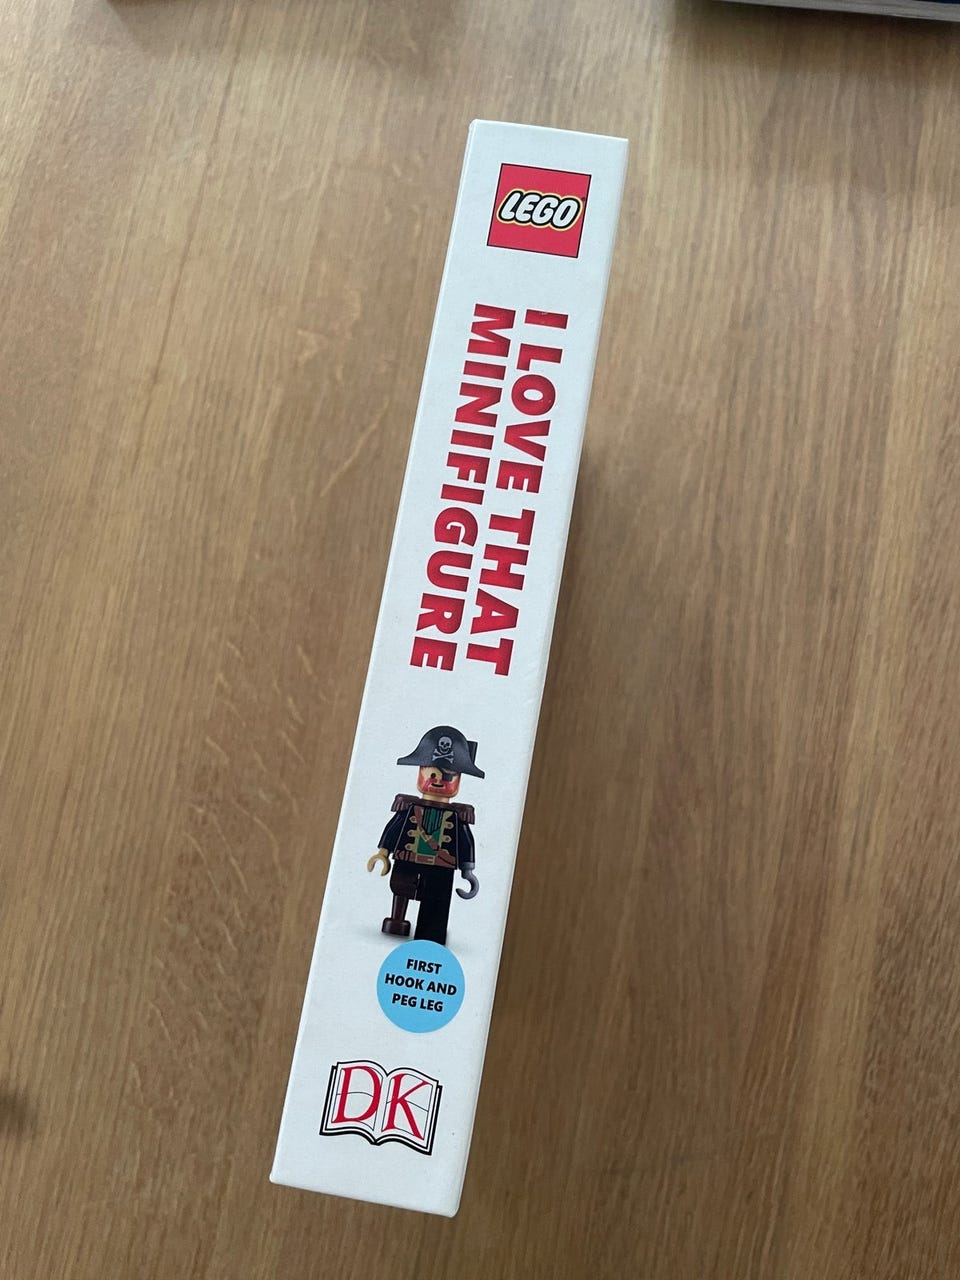 LEGO
I LOVE THAT
MINIFIGURE
FIRST
HOOK AND
PEG LEG
DK